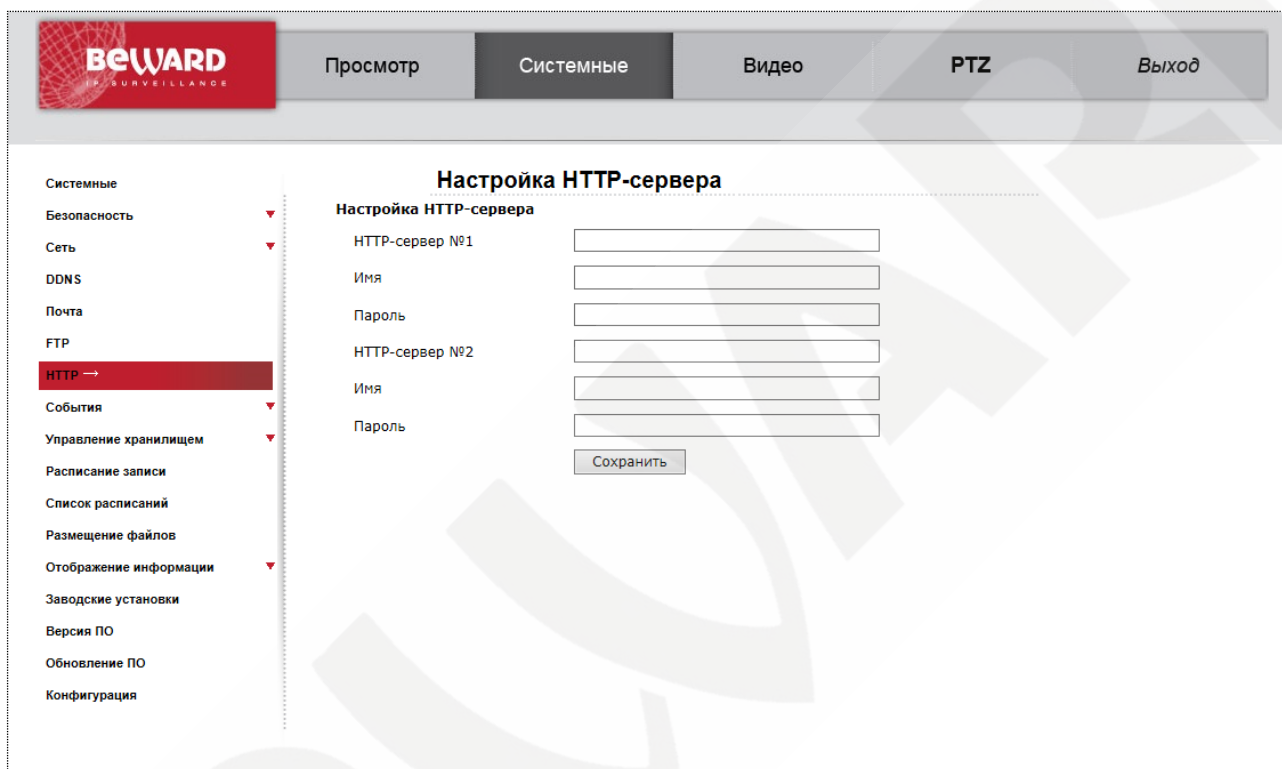 BEWARD
IP SURVEILLANCE
Просмотр
Системные
Видео
PTZ
Выход
Системные
Безопасность
Сеть
DDNS
Почта
FTP
HTTP →
События
Управление хранилищем
Расписание записи
Список расписаний
Размещение файлов
Отображение информации
Заводские установки
Версия ПО
Обновление ПО
Конфигурация
Настройка HTTP-сервера
Настройка HTTP-сервера
HTTP-сервер №1
Имя
Пароль
HTTP-сервер №2
Имя
Пароль
Сохранить